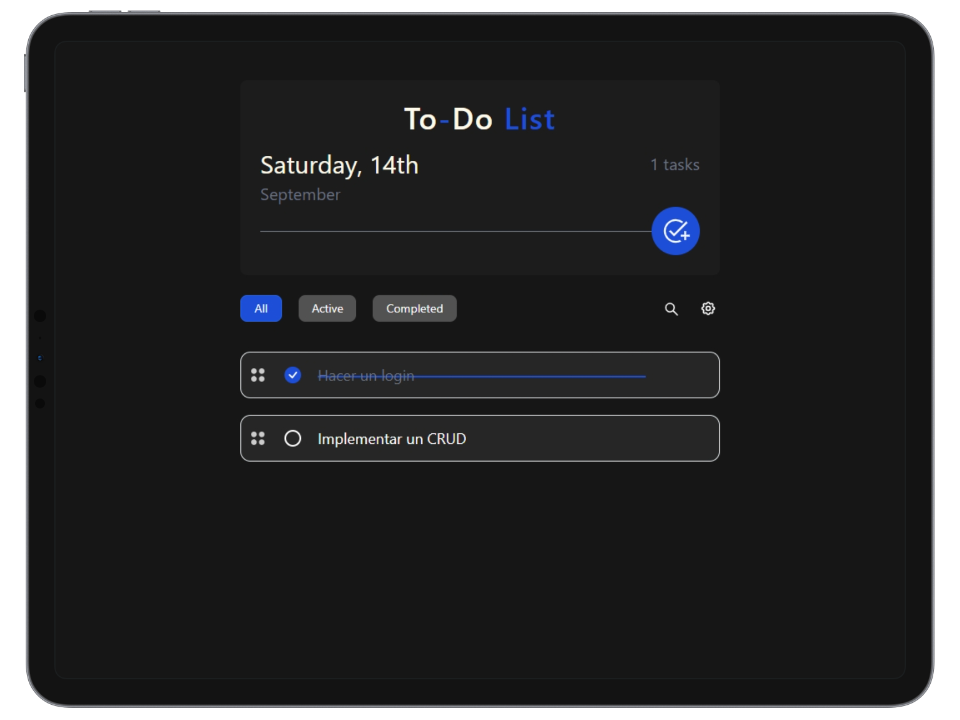 To-Do List
Saturday, 14th
1 tasks
September
All
Active
Completed
Hacer un login
Implementar un CRUD